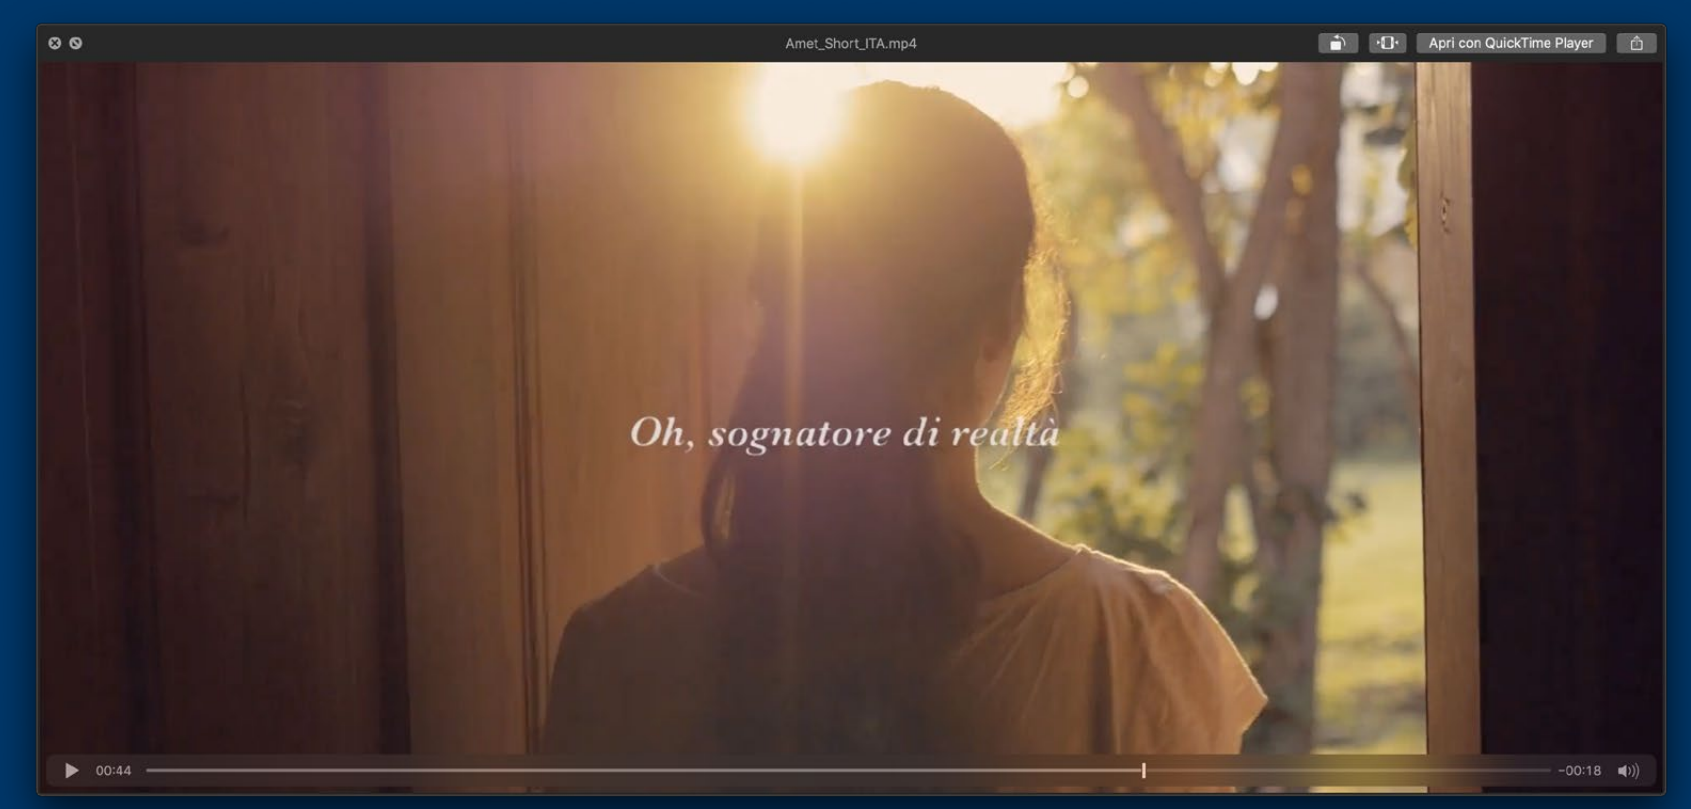 Amet_Short_ITA.mp4
Apri con QuickTime Player
Oh, sognatore di realtà
00:44
-00:18